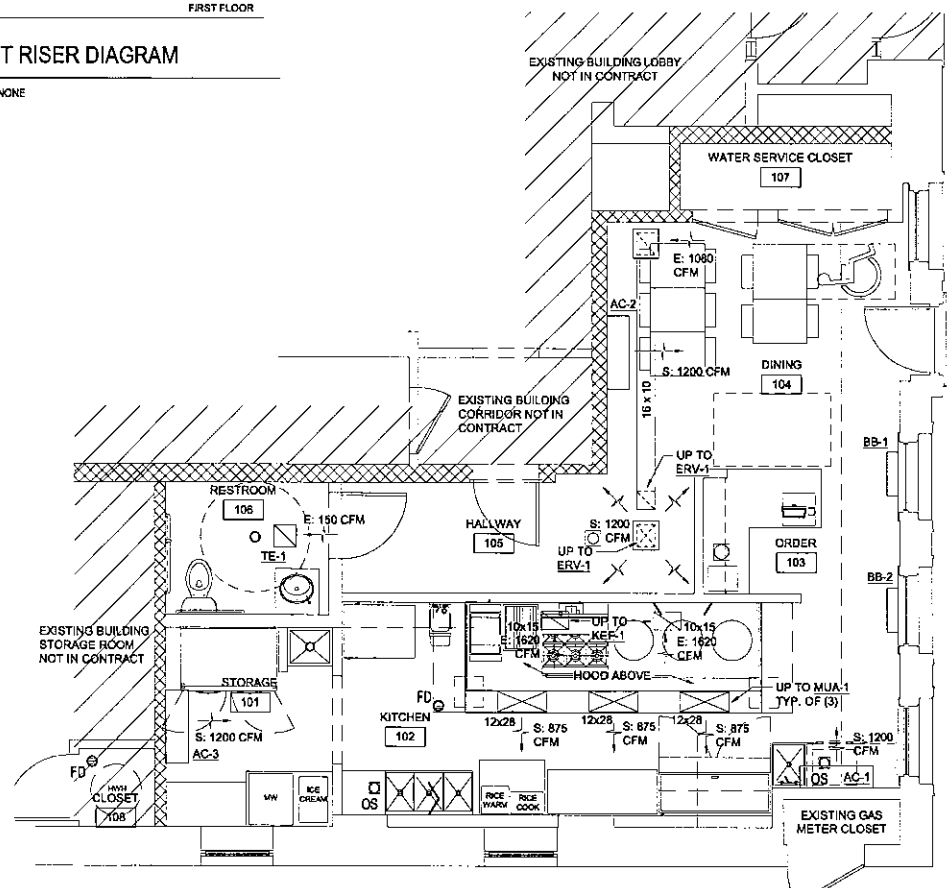 FIRST FLOOR
T RISER DIAGRAM
NONE
EXISTING BUILDING LOBBY
NOT IN CONTRACT
WATER SERVICE CLOSET
107
E: 1080
CFM
AC-2
S: 1200 CFM
DINING
104
16 x 10
EXISTING BUILDING
CORRIDOR NOT IN
CONTRACT
BB-1
UP TO
ERV-1
RESTROOM
106
E: 150 CFM
TE-1
HALLWAY
105
S: 1200
CFM
UP TO
ERV-1
ORDER
103
BB-2
EXISTING BUILDING
STORAGE ROOM
NOT IN CONTRACT
10x15
E: 1620
CFM
UP TO
KEF-1
10x15
E: 1620
CFM
HOOD ABOVE
UP TO MUA-1
TYP. OF (3)
STORAGE
101
S: 1200 CFM
AC-3
FD
KITCHEN
102
12x28
S: 875
CFM
12x28
S: 875
CFM
12x28
S: 875
CFM
S: 1200
CFM
OS
AC-1
FD
HWH
CLOSET
108
MW
ICE
CREAM
OS
RICE
WARM
RICE
COOK
EXISTING GAS
METER CLOSET